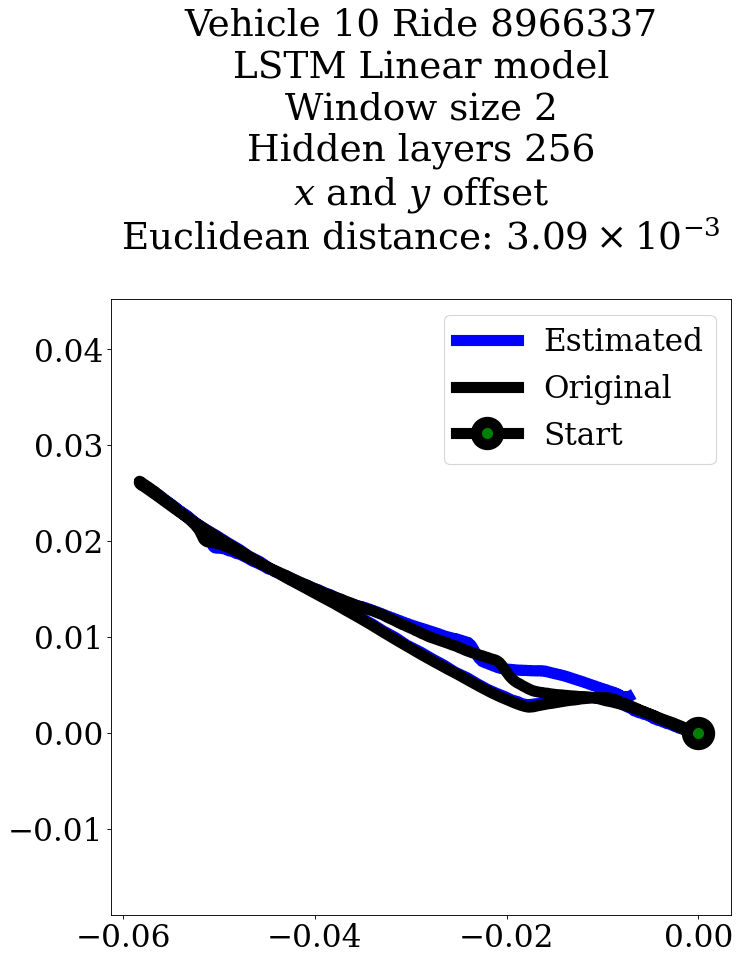 Vehicle 10 Ride 8966337
LSTM Linear model
Window size 2
Hidden layers 256
x and y offset
Euclidean distance: 3.09 × 10⁻³
Estimated
Original
Start
0.04
0.03
0.02
0.01
0.00
−0.01
−0.06
−0.04
−0.02
0.00